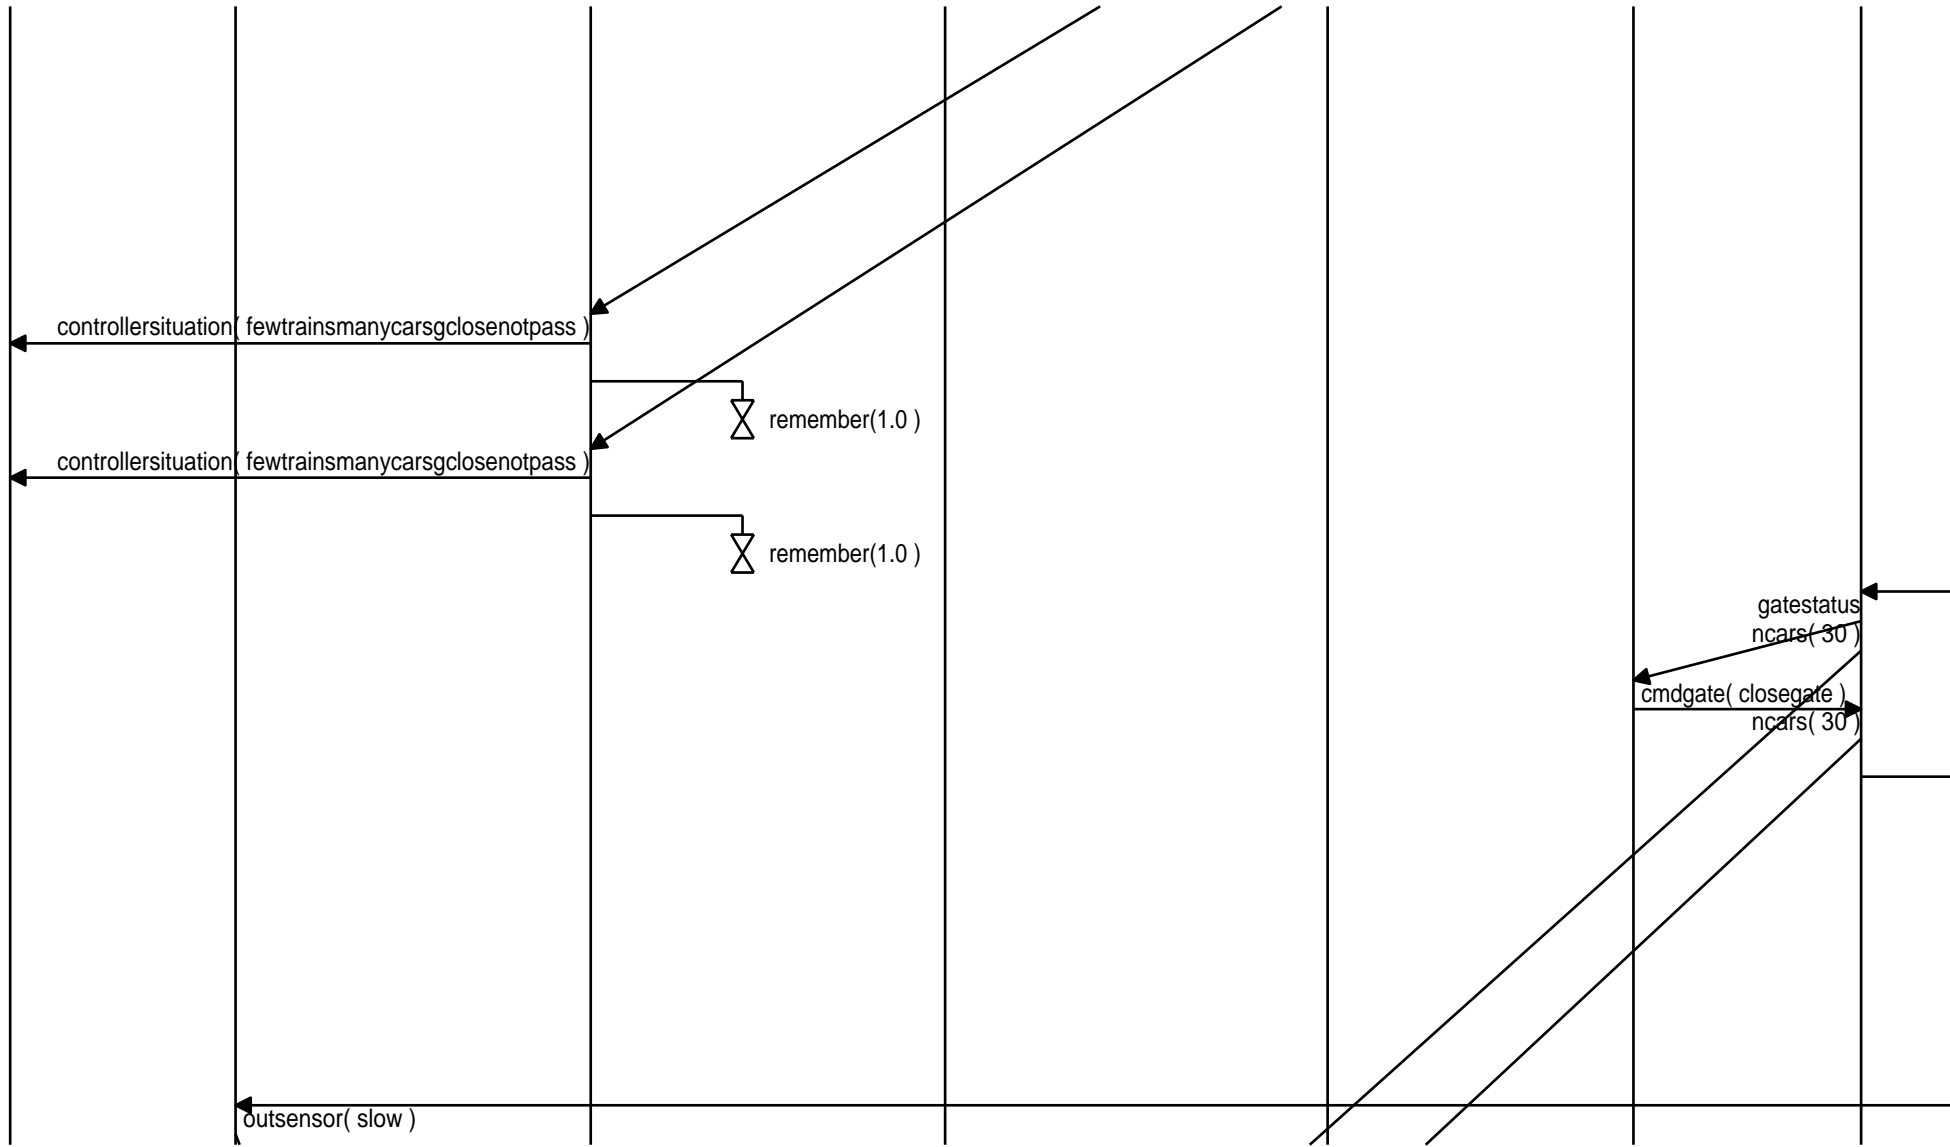 controllersituation( fewtrainsmanycarsgclosenotpass )
remember(1.0 )
controllersituation( fewtrainsmanycarsgclosenotpass )
remember(1.0 )
gatestatus
ncars( 30 )
cmdgate( closegate )
ncars( 30 )
outsensor( slow )